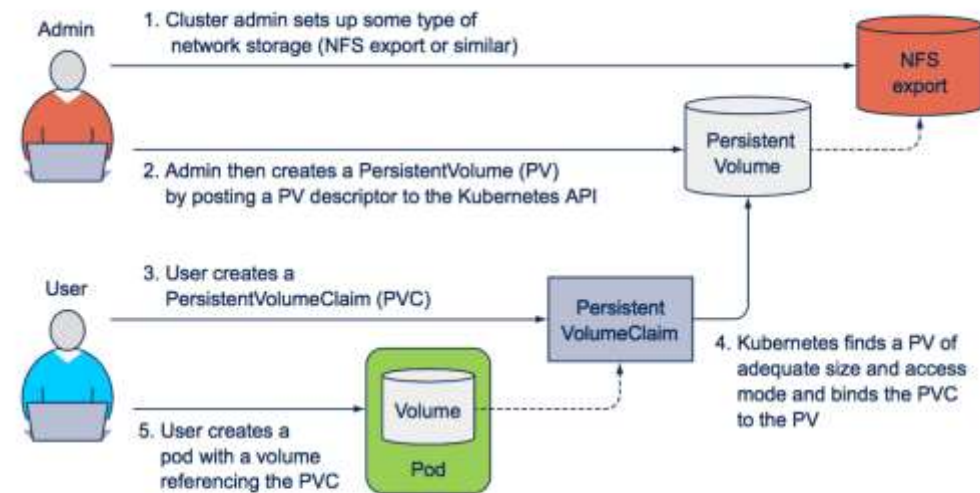 Admin
1. Cluster admin sets up some type of
network storage (NFS export or similar)
NFS
export
Persistent
Volume
2. Admin then creates a PersistentVolume (PV)
by posting a PV descriptor to the Kubernetes API
User
3. User creates a
PersistentVolumeClaim (PVC)
Persistent
VolumeClaim
4. Kubernetes finds a PV of
adequate size and access
mode and binds the PVC
to the PV
Volume
Pod
5. User creates a
pod with a volume
referencing the PVC